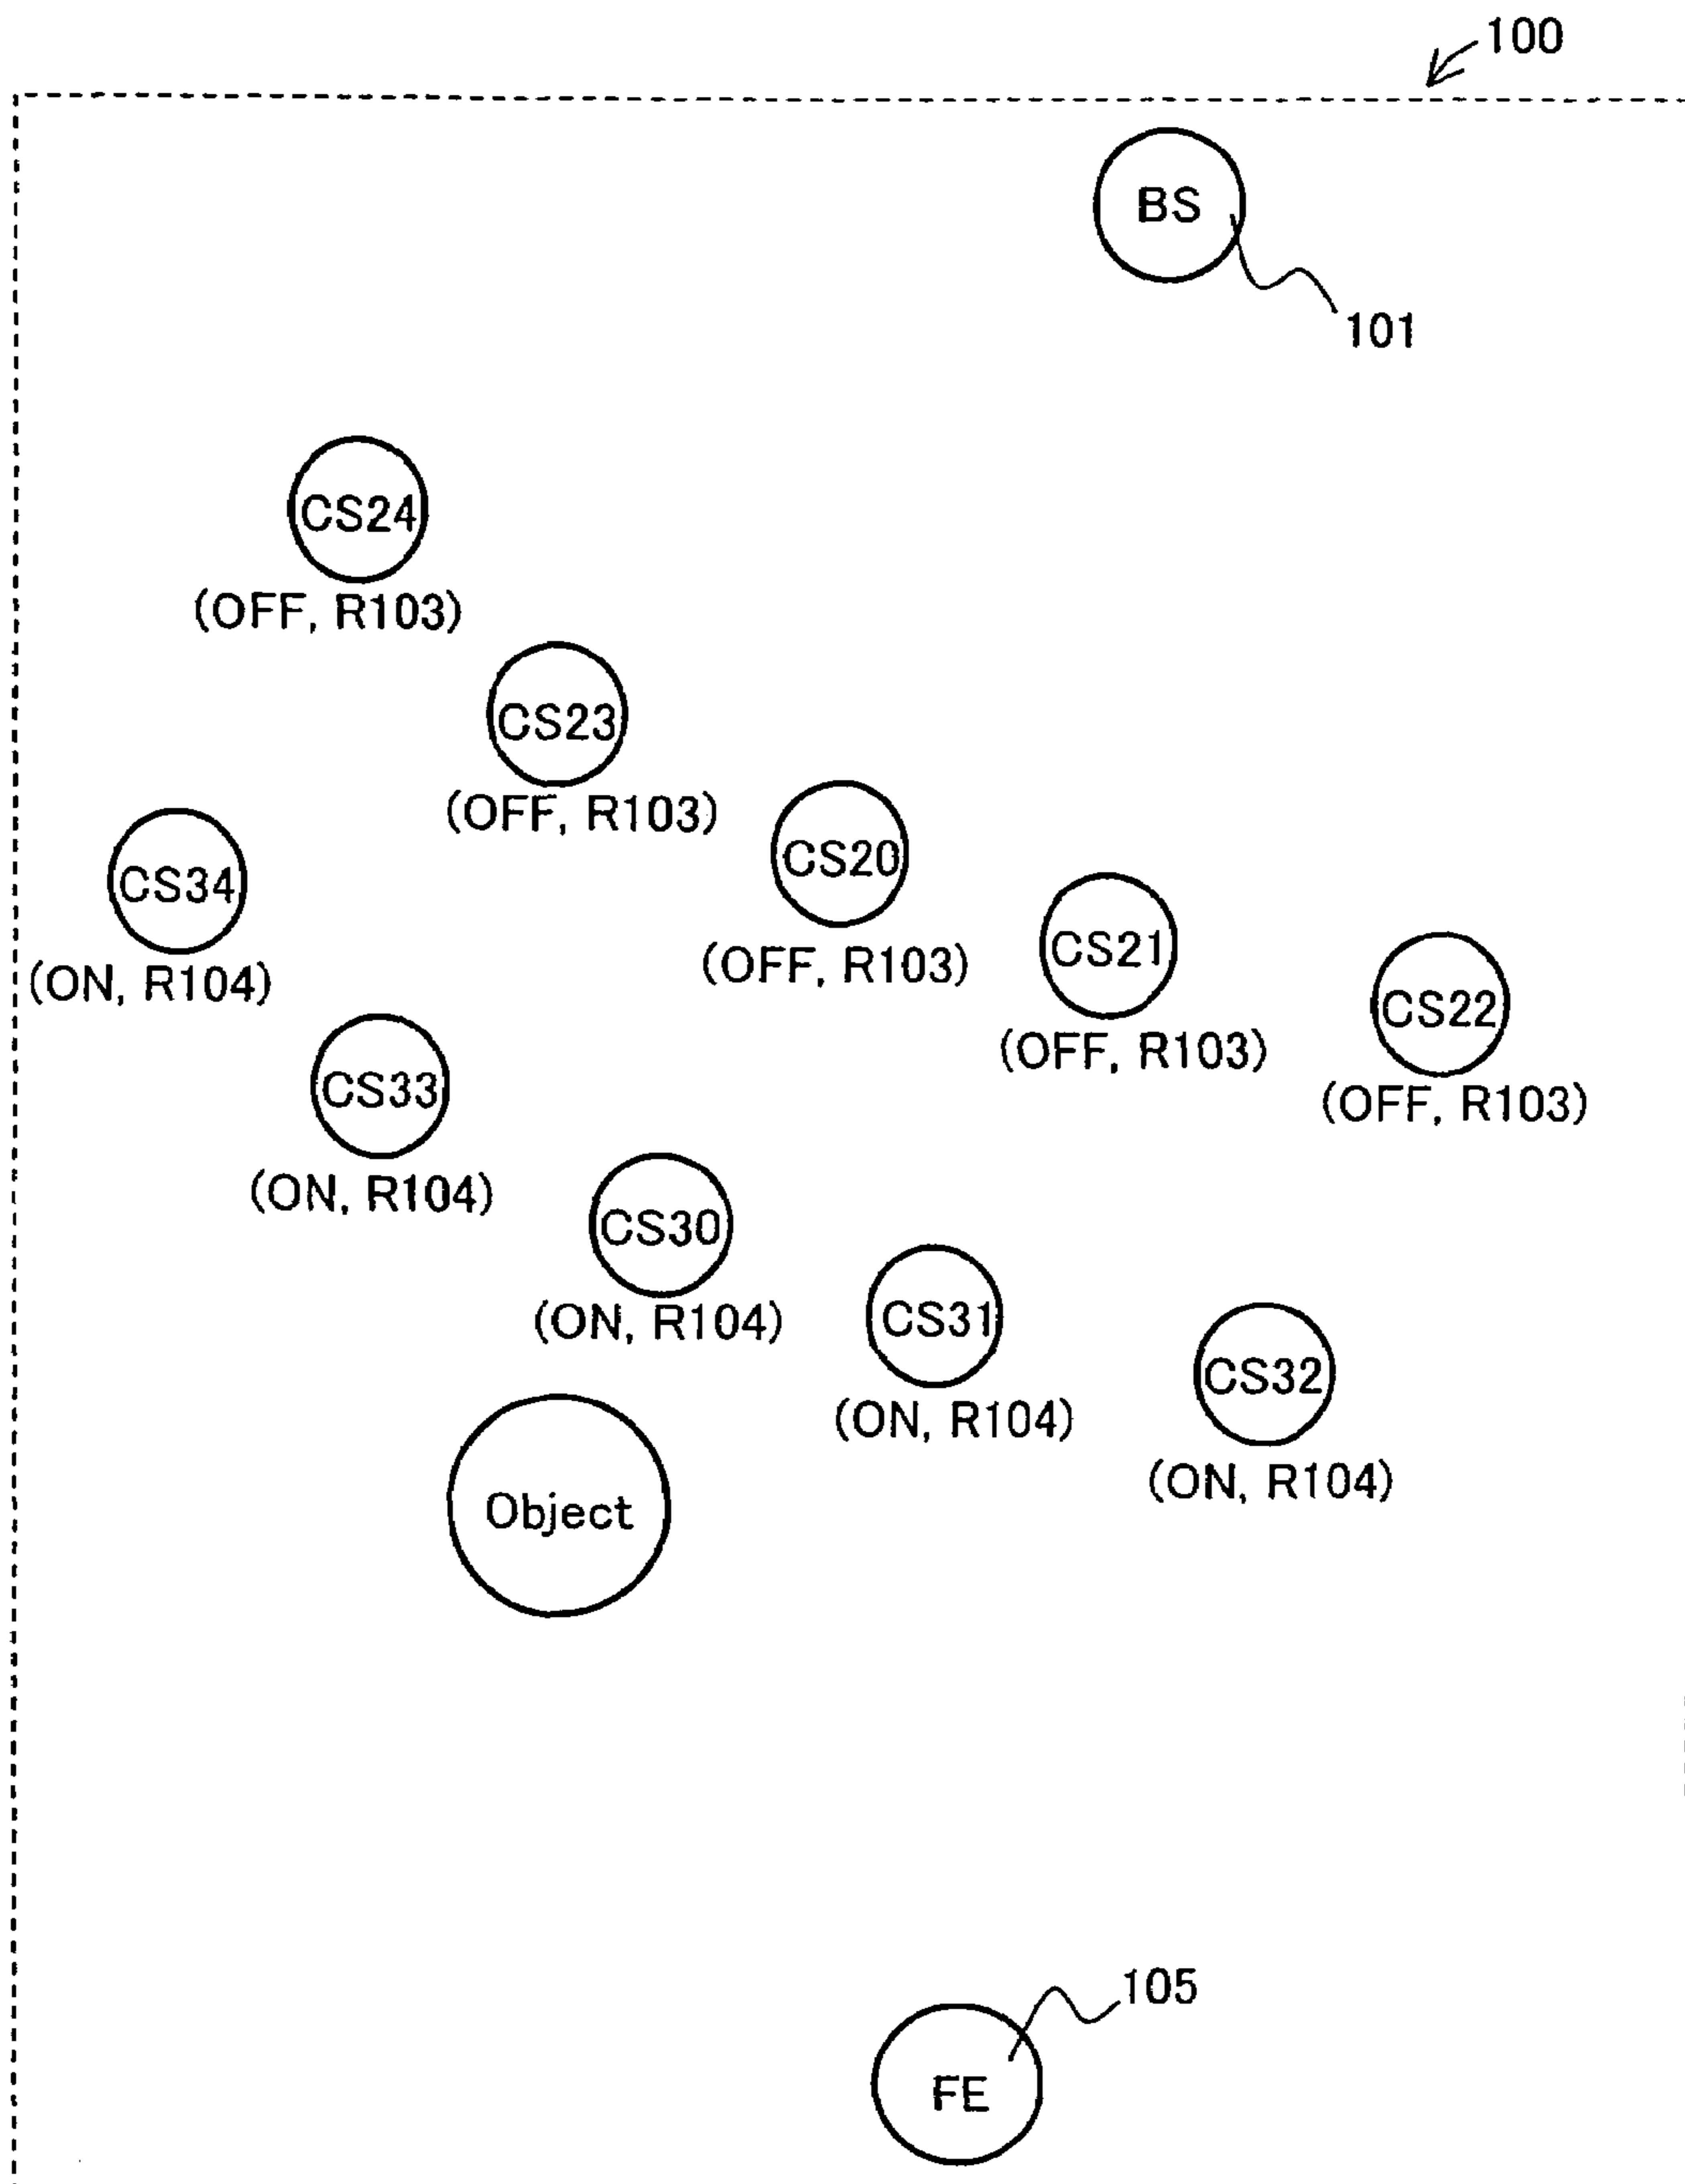 100
BS
101
CS24
(OFF, R103)
CS23
(OFF, R103)
CS20
(OFF, R103)
CS34
(ON, R104)
CS21
(OFF, R103)
CS22
(OFF, R103)
CS33
(ON, R104)
CS30
(ON, R104)
CS31
(ON, R104)
CS32
(ON, R104)
Object
105
FE